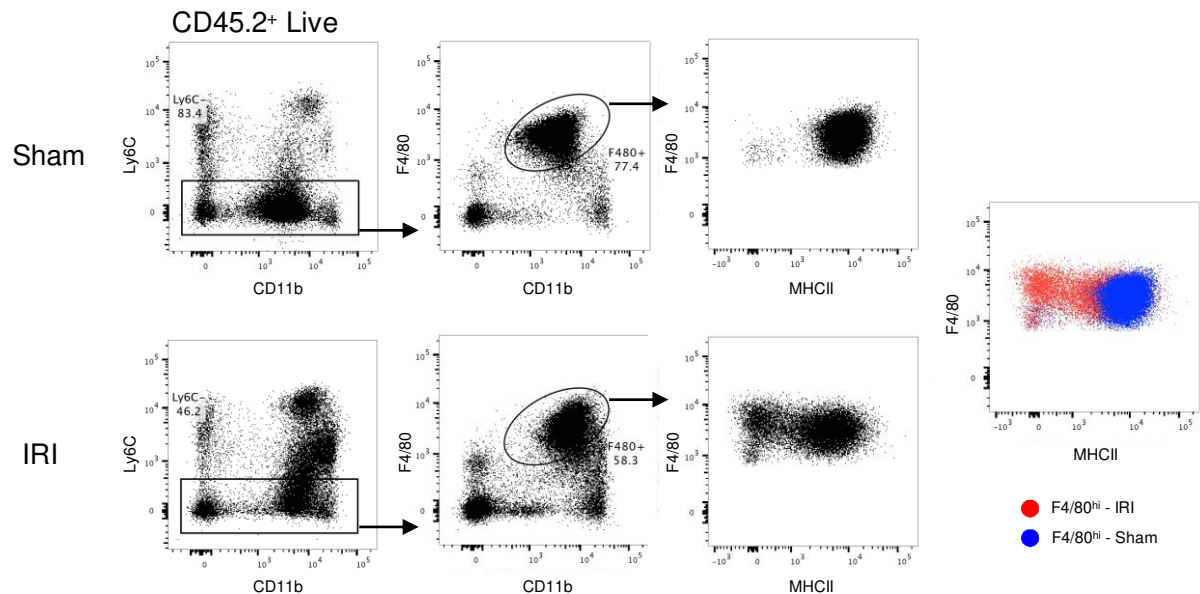 CD45.2⁺ Live
Sham
Ly6C
10⁵
10⁴
10³
0
Ly6C-
83.4
0
10³
10⁴
10⁵
CD11b
F4/80
10⁵
10⁴
10³
0
F480+
77.4
0
10³
10⁴
10⁵
CD11b
F4/80
10⁵
10⁴
10³
0
-10³
0
10³
10⁴
10⁵
MHCII
IRI
Ly6C
10⁵
10⁴
10³
0
Ly6C-
46.2
0
10³
10⁴
10⁵
CD11b
F4/80
10⁵
10⁴
10³
0
F480+
58.3
0
10³
10⁴
10⁵
CD11b
F4/80
10⁵
10⁴
10³
0
-10³
0
10³
10⁴
10⁵
MHCII
F4/80
10⁵
10⁴
10³
0
-10³
0
10³
10⁴
10⁵
MHCII
F4/80ʰⁱ - IRI
F4/80ʰⁱ - Sham